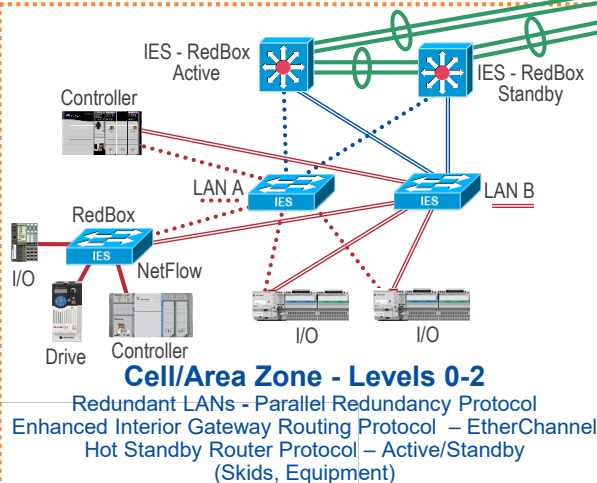 IES - RedBox
Active
IES - RedBox
Standby
Controller
LAN A
IES
IES
LAN B
RedBox
IES
NetFlow
I/O
Drive
Controller
I/O
I/O
Cell/Area Zone - Levels 0-2
Redundant LANs - Parallel Redundancy Protocol
Enhanced Interior Gateway Routing Protocol – EtherChannel
Hot Standby Router Protocol – Active/Standby
(Skids, Equipment)